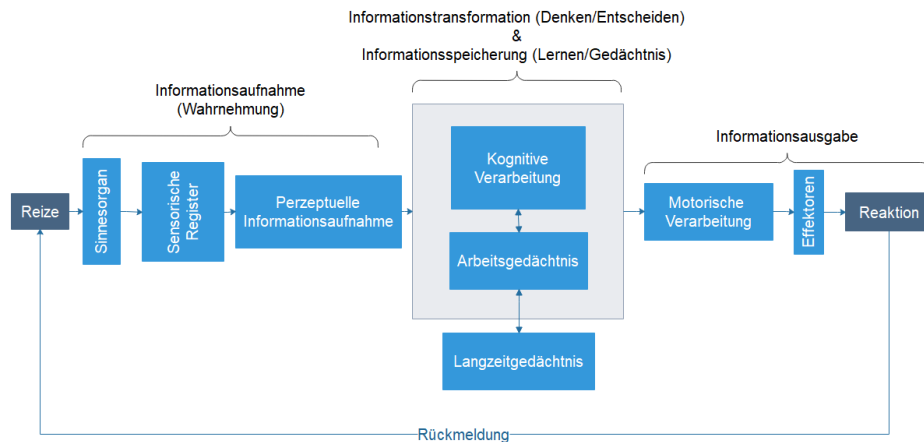 Informationstransformation (Denken/Entscheiden)
&
Informationsspeicherung (Lernen/Gedächtnis)
Informationsaufnahme
(Wahrnehmung)
Informationsausgabe
Reize
Sinnesorgan
Sensorische
Register
Perzeptuelle
Informationsaufnahme
Kognitive
Verarbeitung
Arbeitsgedächtnis
Langzeitgedächtnis
Motorische
Verarbeitung
Effektoren
Reaktion
Rückmeldung